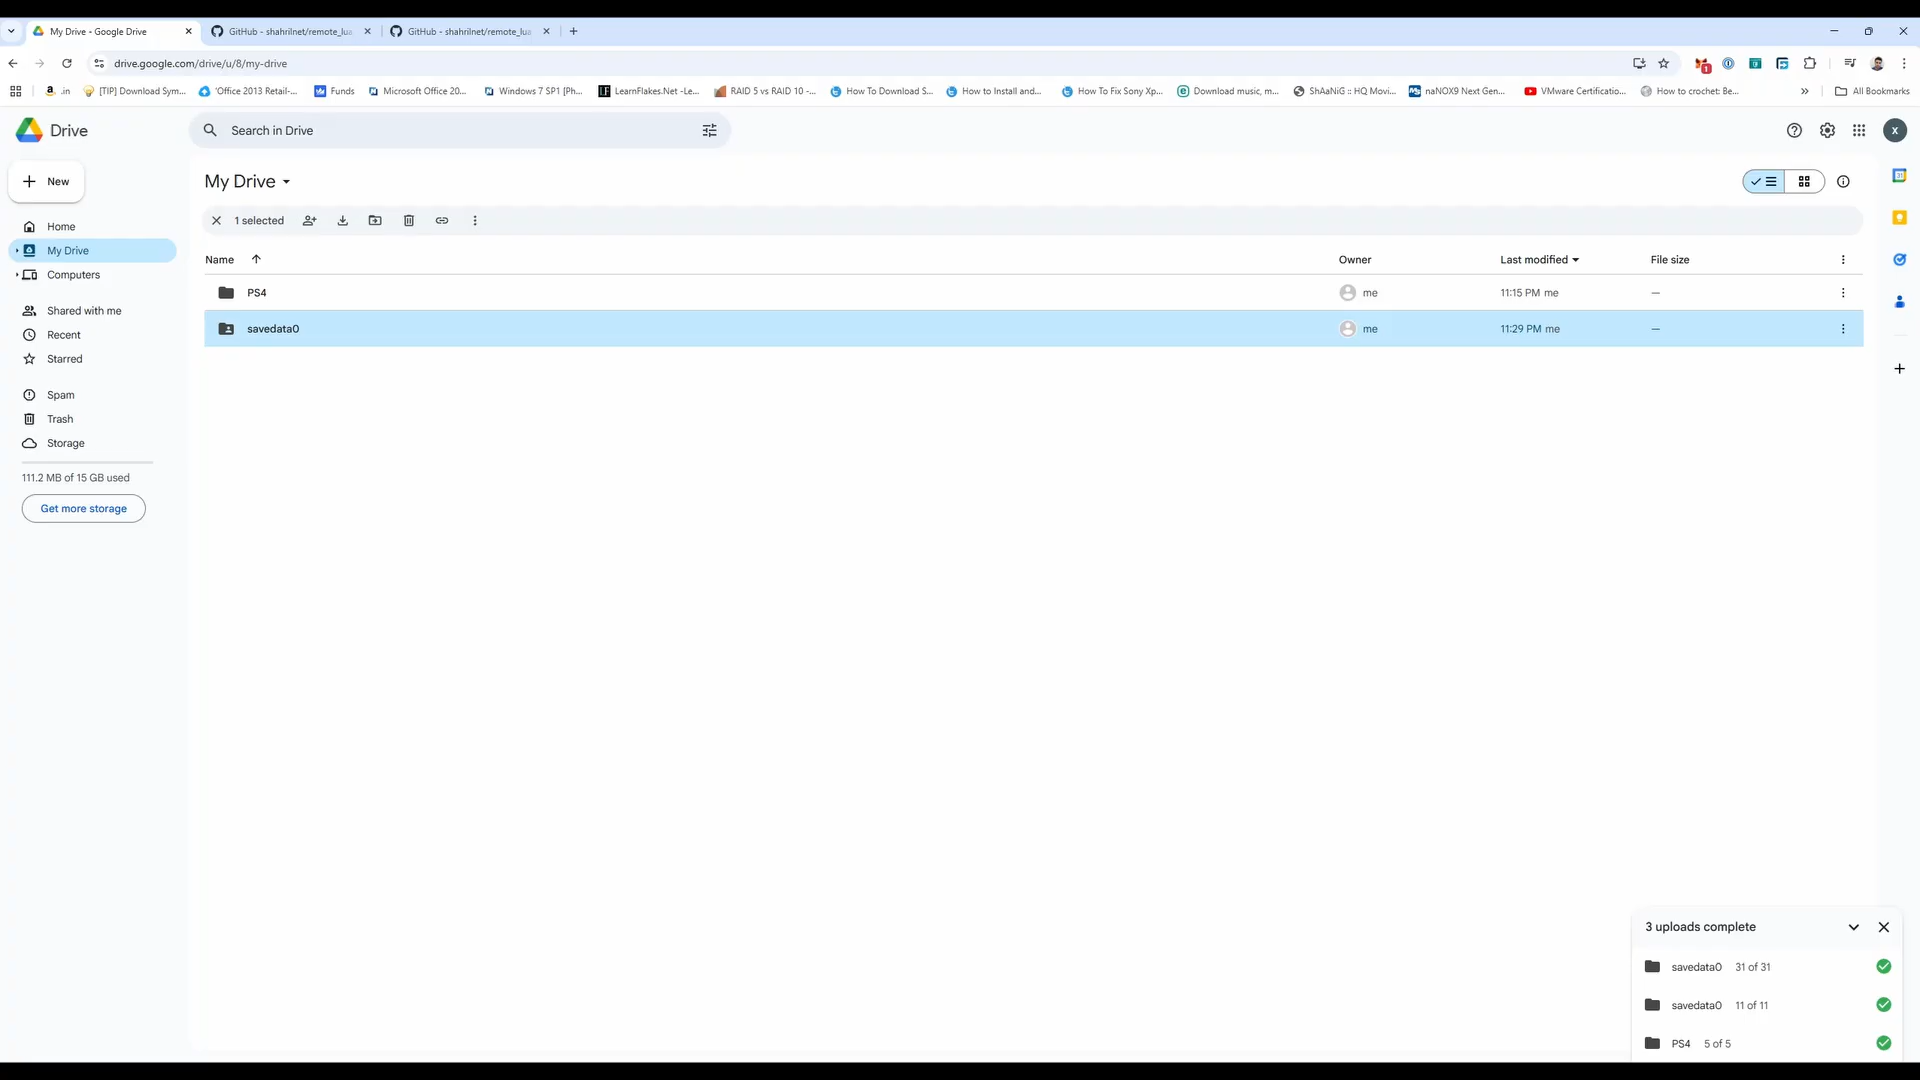 My Drive - Google Drive
GitHub - shahrilnet/remote_lua
GitHub - shahrilnet/remote_lua
drive.google.com/drive/u/8/my-drive
.in
[TIP] Download Sym...
'Office 2013 Retail-...
Funds
Microsoft Office 20...
Windows 7 SP1 [Ph...
LearnFlakes.Net -Le...
RAID 5 vs RAID 10 -...
How To Download S...
How to Install and...
How To Fix Sony Xp...
Download music, m...
ShAaNiG :: HQ Movi...
naNOX9 Next Gen...
VMware Certificatio...
How to crochet: Be...
All Bookmarks
Drive
Search in Drive
X
New
My Drive
1 selected
Home
My Drive
Computers
Shared with me
Recent
Starred
Spam
Trash
Storage
111.2 MB of 15 GB used
Get more storage
Name
Owner
Last modified
File size
PS4
me
11:15 PM me
—
savedata0
me
11:29 PM me
—
3 uploads complete
savedata0 31 of 31
savedata0 11 of 11
PS4 5 of 5